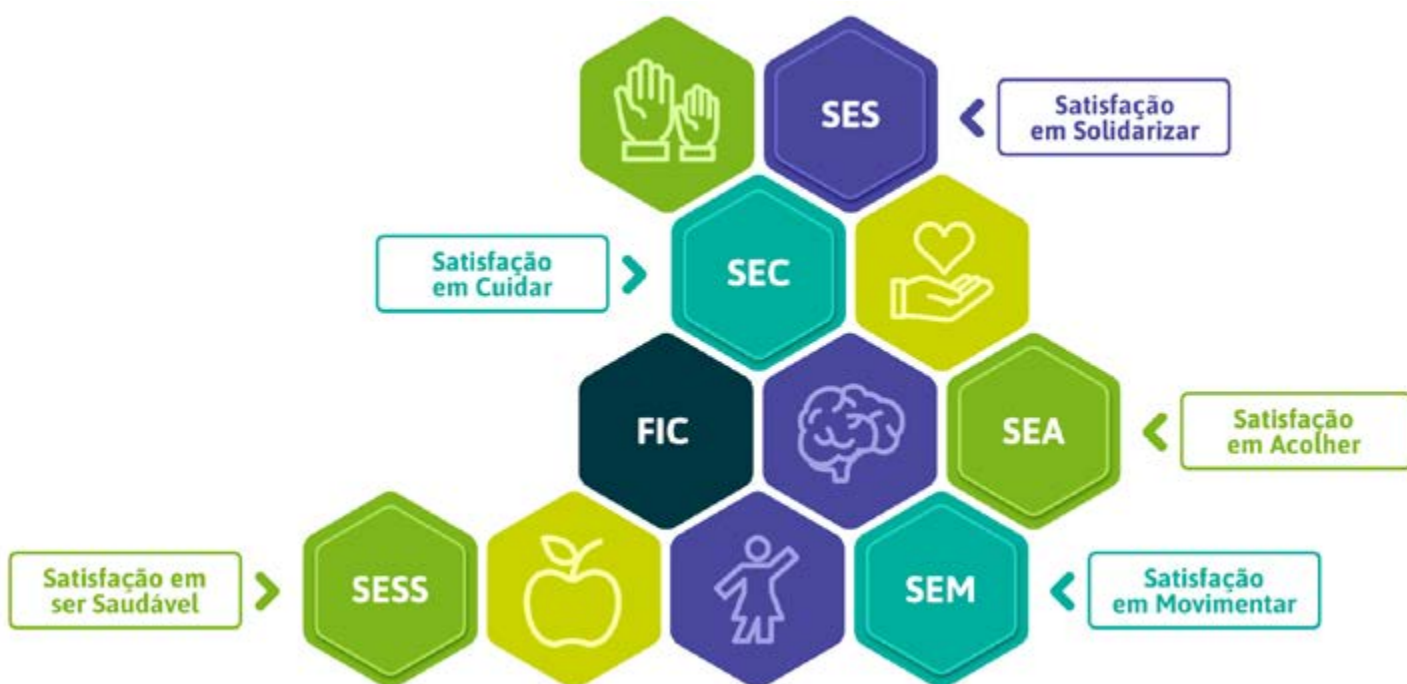 SES
Satisfação
em Solidarizar
Satisfação
em Cuidar
SEC
FIC
SEA
Satisfação
em Acolher
Satisfação em
ser Saudável
SESS
SEM
Satisfação
em Movimentar